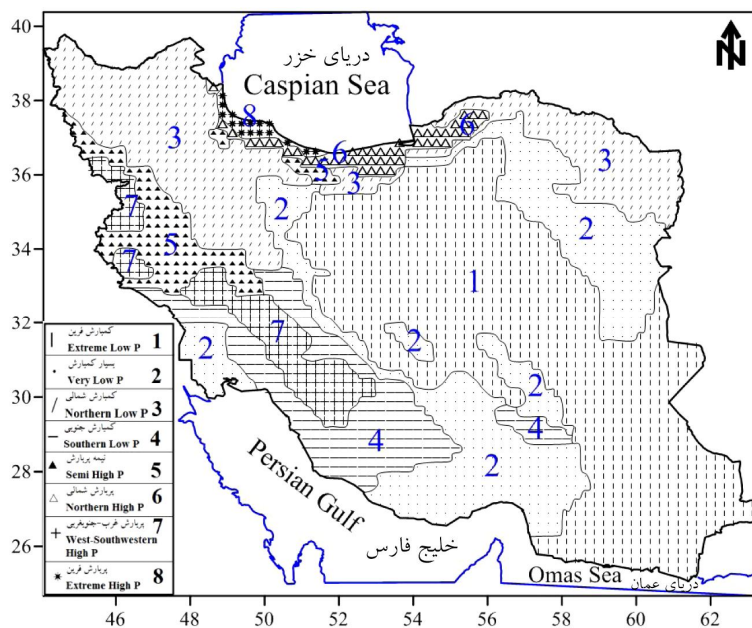 40
38
36
34
32
30
28
26
46 48 50 52 54 56 58 60 62
N
دریای خزر
Caspian Sea
8
6
6
3
5
3
3
2
7
2
5
7
1
7
2
2
2
4
4
2
Persian Gulf
خلیج فارس
Omas Sea
دریای عمان
کمبارش فرین
Extreme Low P 1
بسیار کمبارش
Very Low P 2
کمبارش شمالی
Northern Low P 3
کمبارش جنوبی
Southern Low P 4
نیمه پربارش
Semi High P 5
پربارش شمالی
Northern High P 6
پربارش غرب-جنوبغربی
West-Southwestern 7
High P
پربارش فرین
Extreme High P 8